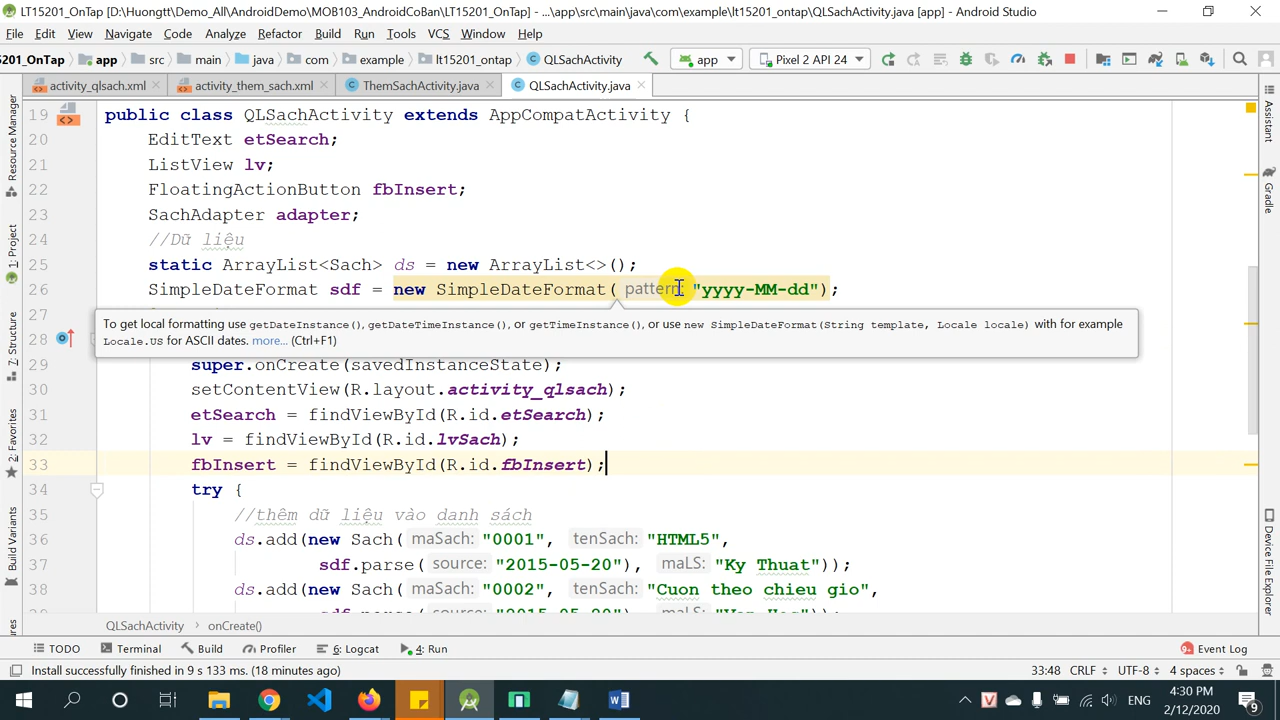 LT15201_OnTap [D:\Huongtt\Demo_All\AndroidDemo\MOB103_AndroidCoBan\LT15201_OnTap] - ...\app\src\main\java\com\example\lt15201_ontap\QLSachActivity.java [app] - Android Studio
File Edit View Navigate Code Analyze Refactor Build Run Tools VCS Window Help
5201_OnTap app src main java com example lt15201_ontap QLSachActivity app Pixel 2 API 24
activity_qlsach.xml activity_them_sach.xml ThemSachActivity.java QLSachActivity.java
Resource Manager
1: Project
7: Structure
2: Favorites
Build Variants
19 public class QLSachActivity extends AppCompatActivity {
20 EditText etSearch;
21 ListView lv;
22 FloatingActionButton fbInsert;
23 SachAdapter adapter;
24 //Dữ liệu
25 static ArrayList<Sach> ds = new ArrayList<>();
26 SimpleDateFormat sdf = new SimpleDateFormat( pattern: "yyyy-MM-dd");
27
To get local formatting use getDateInstance(), getDateTimeInstance(), or getTimeInstance(), or use new SimpleDateFormat(String template, Locale locale) with for example
Locale.US for ASCII dates. more... (Ctrl+F1)
28
29 super.onCreate(savedInstanceState);
30 setContentView(R.layout.activity_qlsach);
31 etSearch = findViewById(R.id.etSearch);
32 lv = findViewById(R.id.lvSach);
33 fbInsert = findViewById(R.id.fbInsert);
34 try {
35 //thêm dữ liệu vào danh sách
36 ds.add(new Sach( maSach: "0001", tenSach: "HTML5",
37 sdf.parse( source: "2015-05-20"), maLS: "Ky Thuat"));
38 ds.add(new Sach( maSach: "0002", tenSach: "Cuon theo chieu gio",
Assistant
Gradle
Device File Explorer
QLSachActivity › onCreate()
TODO Terminal Build Profiler 6: Logcat 4: Run Event Log
Install successfully finished in 9 s 133 ms. (18 minutes ago) 33:48 CRLF UTF-8 4 spaces
ENG
4:30 PM
2/12/2020
9